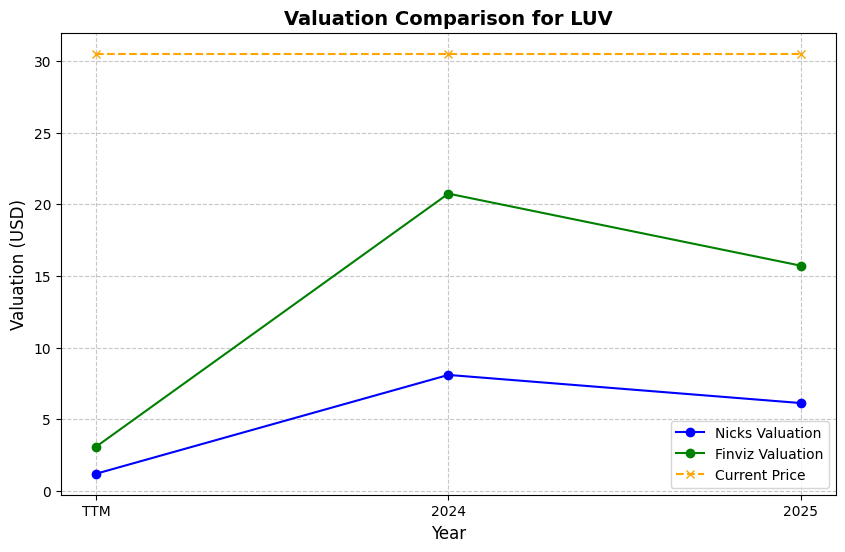 Valuation Comparison for LUV
Valuation (USD)
30
25
20
15
10
5
0
TTM
2024
2025
Year
Nicks Valuation
Finviz Valuation
Current Price